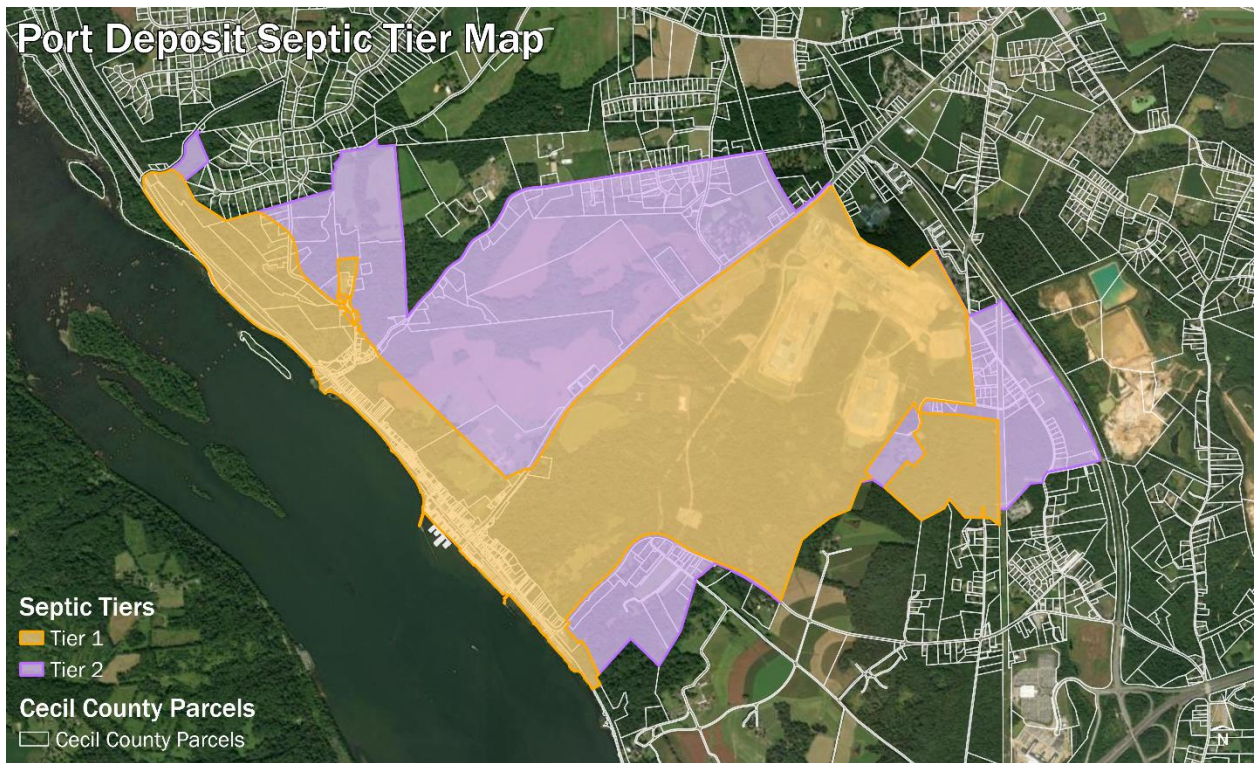 Port Deposit Septic Tier Map
Septic Tiers
Tier 1
Tier 2
Cecil County Parcels
Cecil County Parcels
N